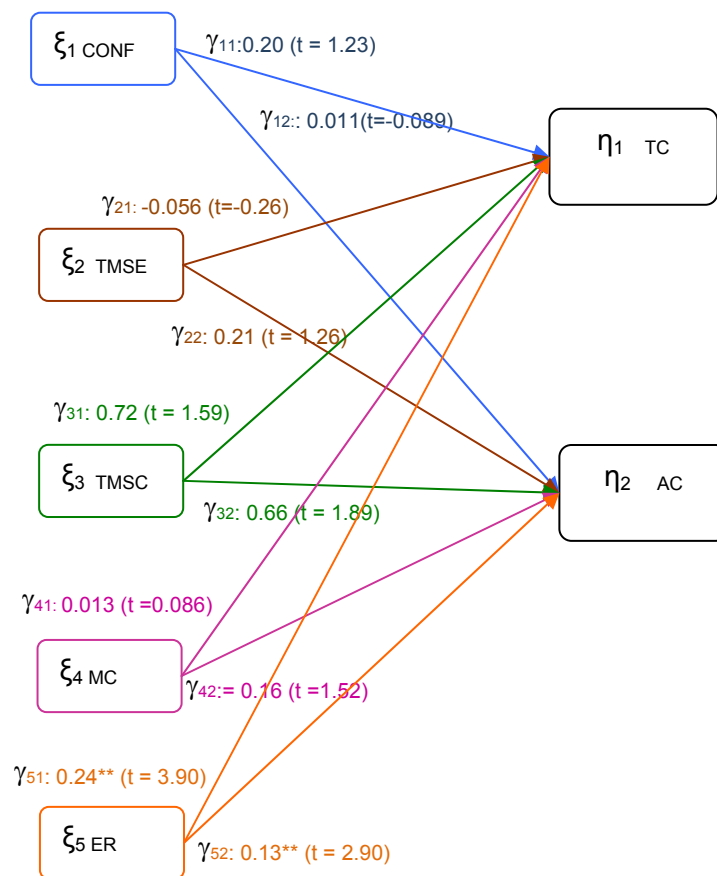 ξ1 CONF
γ11:0.20 (t = 1.23)
γ12:: 0.011(t=-0.089)
η1 TC
γ21: -0.056 (t=-0.26)
ξ2 TMSE
γ22: 0.21 (t = 1.26)
γ31: 0.72 (t = 1.59)
ξ3 TMSC
η2 AC
γ32: 0.66 (t = 1.89)
γ41: 0.013 (t =0.086)
ξ4 MC
γ42:= 0.16 (t =1.52)
γ51: 0.24** (t = 3.90)
ξ5 ER
γ52: 0.13** (t = 2.90)